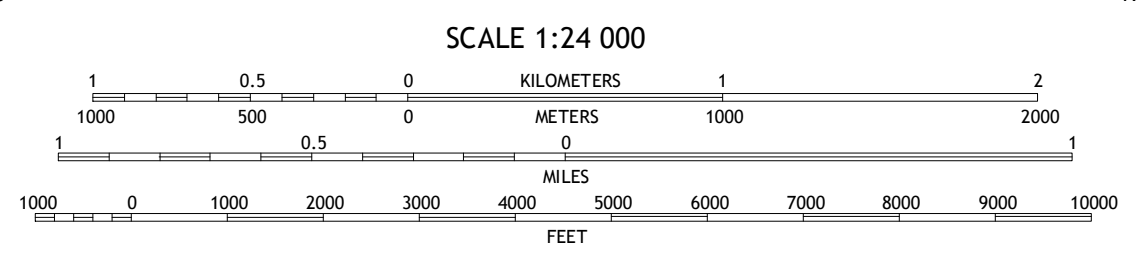 SCALE 1:24 000
1 0.5 0 KILOMETERS 1 2
1000 500 0 METERS 1000 2000
1 0.5 0 1
MILES
1000 0 1000 2000 3000 4000 5000 6000 7000 8000 9000 10000
FEET